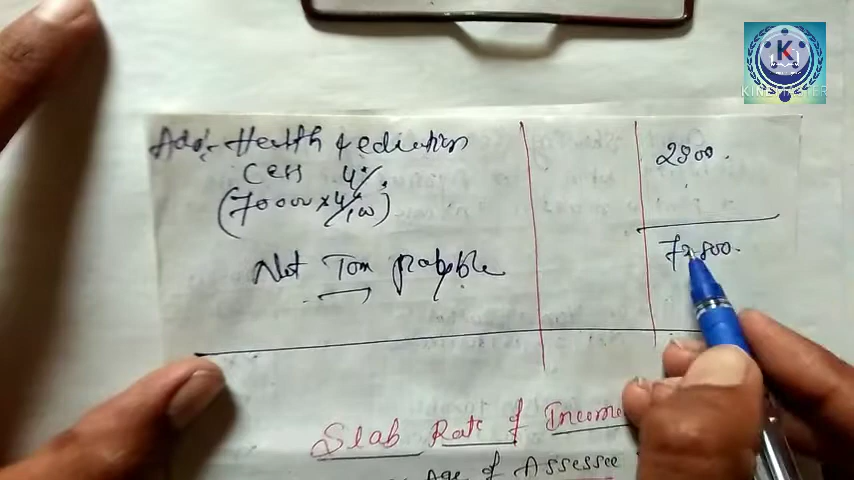 Add:- Health & education 2800.
Cess 4%.
(70000 x 4/100)
Net Tax payable 72800.
Slab Rate of Income
Age of Assessee
K
KINEMASTER